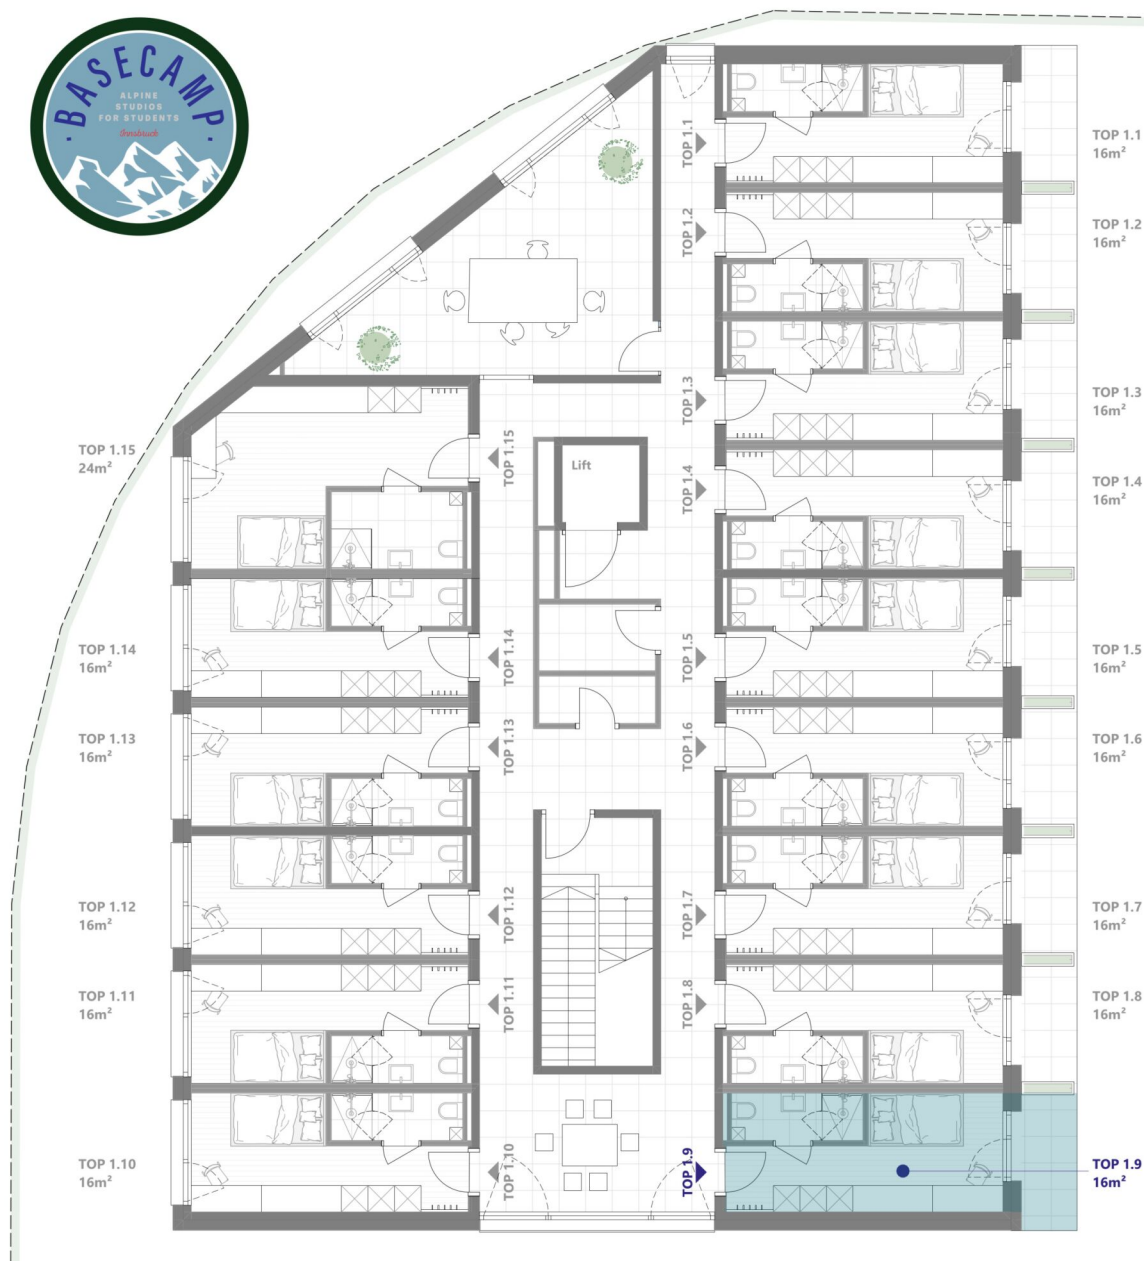 BASECAMP
ALPINE
STUDIOS
FOR STUDENTS
Innsbruck
TOP 1.1
TOP 1.1
16m²
TOP 1.2
TOP 1.2
16m²
TOP 1.3
TOP 1.3
16m²
TOP 1.15
24m²
TOP 1.15
Lift
TOP 1.4
TOP 1.4
16m²
TOP 1.14
16m²
TOP 1.14
TOP 1.5
TOP 1.5
16m²
TOP 1.13
16m²
TOP 1.13
TOP 1.6
TOP 1.6
16m²
TOP 1.12
16m²
TOP 1.12
TOP 1.7
TOP 1.7
16m²
TOP 1.11
16m²
TOP 1.11
TOP 1.8
TOP 1.8
16m²
TOP 1.10
16m²
TOP 1.10
TOP 1.9
TOP 1.9
16m²